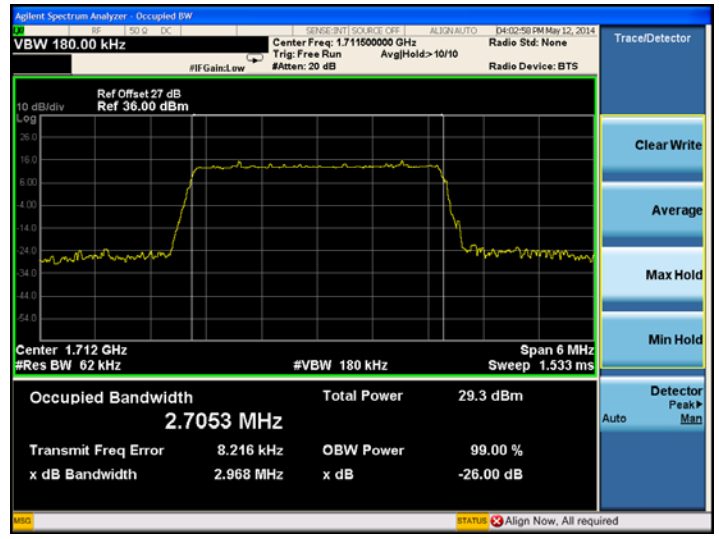 Agilent Spectrum Analyzer - Occupied BW
RF 50 Ω DC SENSE:INT SOURCE OFF ALIGN AUTO 04:02:58 PM May 12, 2014
VBW 180.00 kHz Center Freq: 1.711500000 GHz Radio Std: None
Trig: Free Run Avg|Hold:> 10/10
#IFGain:Low #Atten: 20 dB Radio Device: BTS
Trace/Detector
Ref Offset 27 dB
10 dB/div Ref 36.00 dBm
Log
26.0
16.0
6.00
-4.00
-14.0
-24.0
-34.0
-44.0
-54.0
Center 1.712 GHz Span 6 MHz
#Res BW 62 kHz #VBW 180 kHz Sweep 1.533 ms
Clear Write
Average
Max Hold
Min Hold
Detector
Peak▶
Auto Man
Occupied Bandwidth Total Power 29.3 dBm
2.7053 MHz
Transmit Freq Error 8.216 kHz OBW Power 99.00 %
x dB Bandwidth 2.968 MHz x dB -26.00 dB
MSG STATUS Align Now, All required